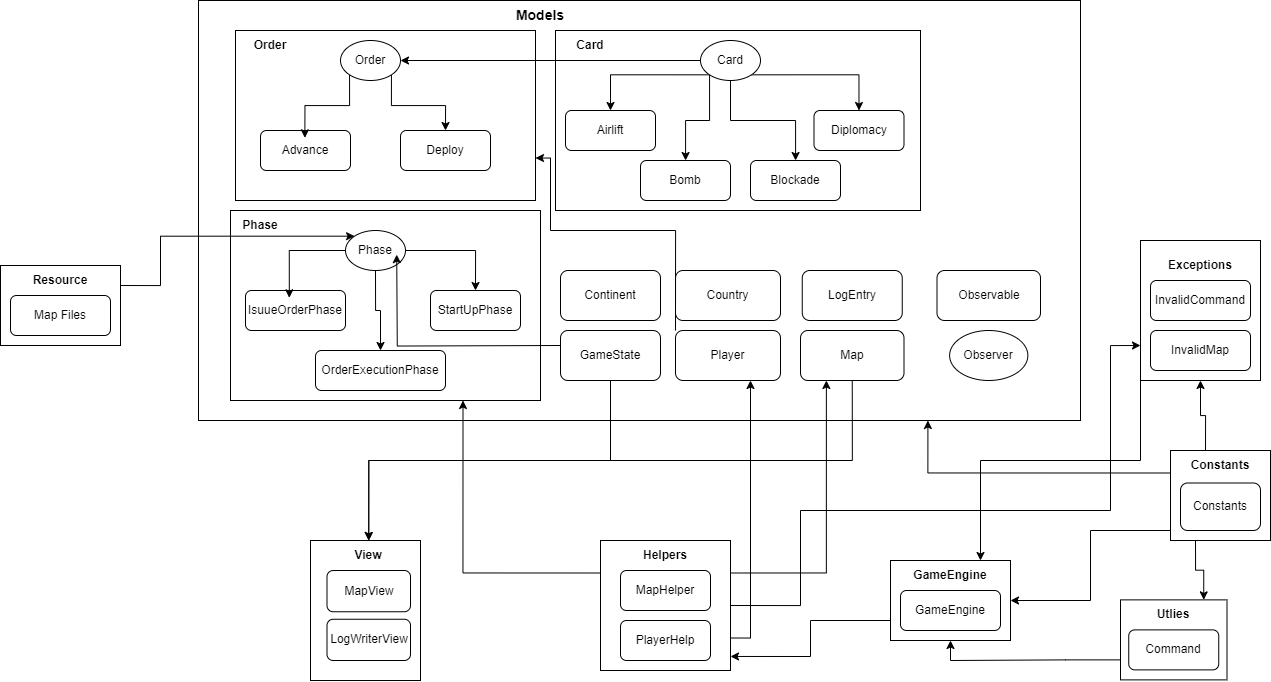 Models
Order
Order
Advance
Deploy
Card
Card
Airlift
Diplomacy
Bomb
Blockade
Phase
Phase
IsuueOrderPhase
StartUpPhase
OrderExecutionPhase
Resource
Map Files
Continent
Country
LogEntry
Observable
GameState
Player
Map
Observer
Exceptions
InvalidCommand
InvalidMap
Constants
Constants
View
MapView
LogWriterView
Helpers
MapHelper
PlayerHelp
GameEngine
GameEngine
Utlies
Command